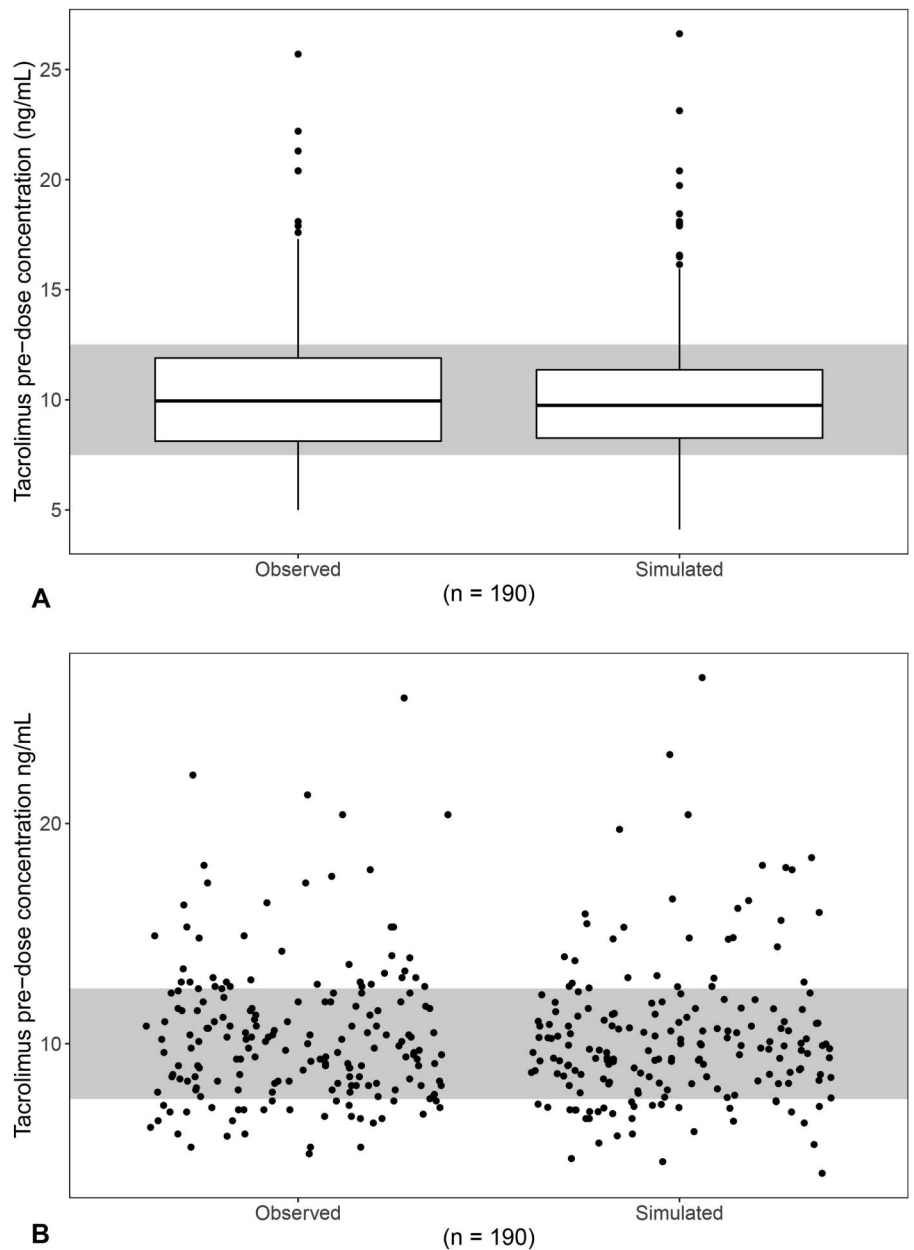 Tacrolimus pre-dose concentration (ng/mL)
25
20
15
10
5
Observed
Simulated
(n = 190)
A
Tacrolimus pre-dose concentration ng/mL
20
10
Observed
Simulated
(n = 190)
B